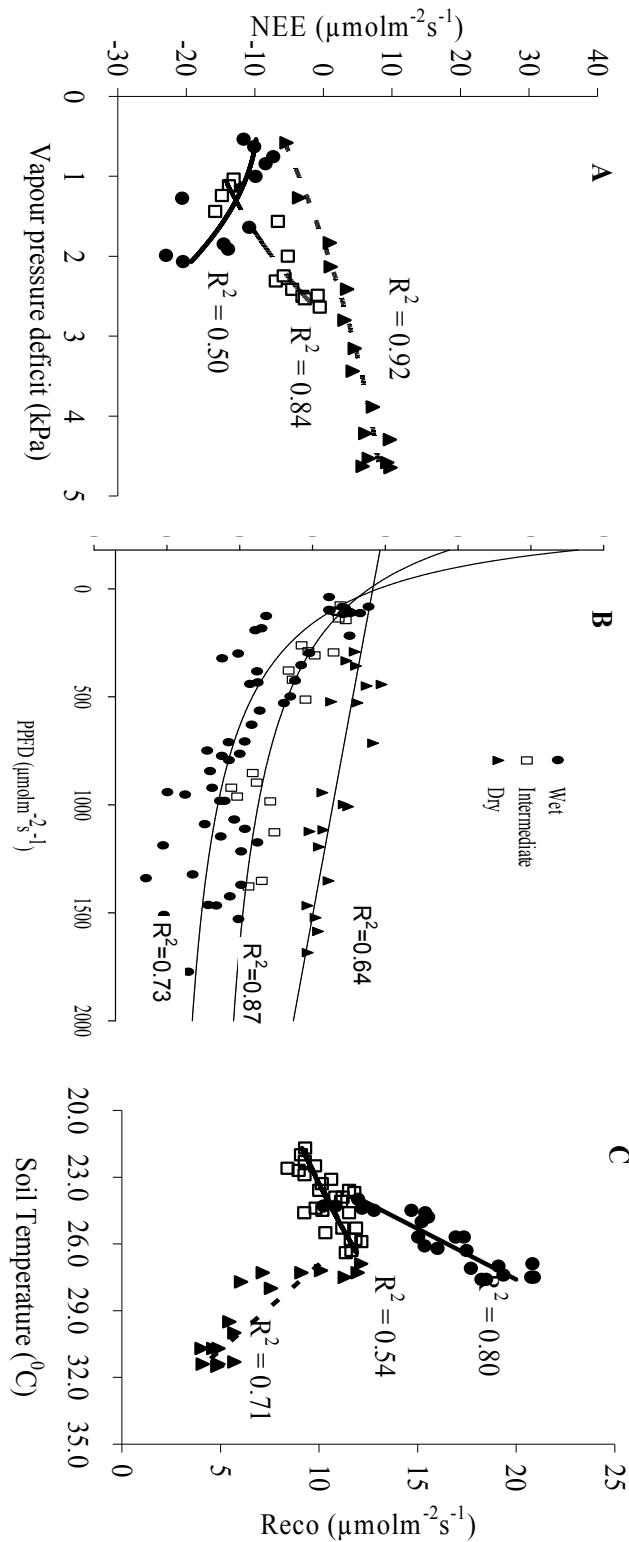 NEE (µmolm-2s-1)
-30
-20
-10
0
10
20
30
40
A
0
1
2
3
4
5
Vapour pressure deficit (kPa)
R2 = 0.50
R2 = 0.84
R2 = 0.92
B
0
500
1000
1500
2000
PPFD (µmolm-2s-1)
Wet
Intermediate
Dry
R2=0.73
R2=0.87
R2=0.64
C
20.0
23.0
26.0
29.0
32.0
35.0
Soil Temperature (0C)
R2 = 0.71
R2 = 0.54
R2 = 0.80
0
5
10
15
20
25
Reco (µmolm-2s-1)